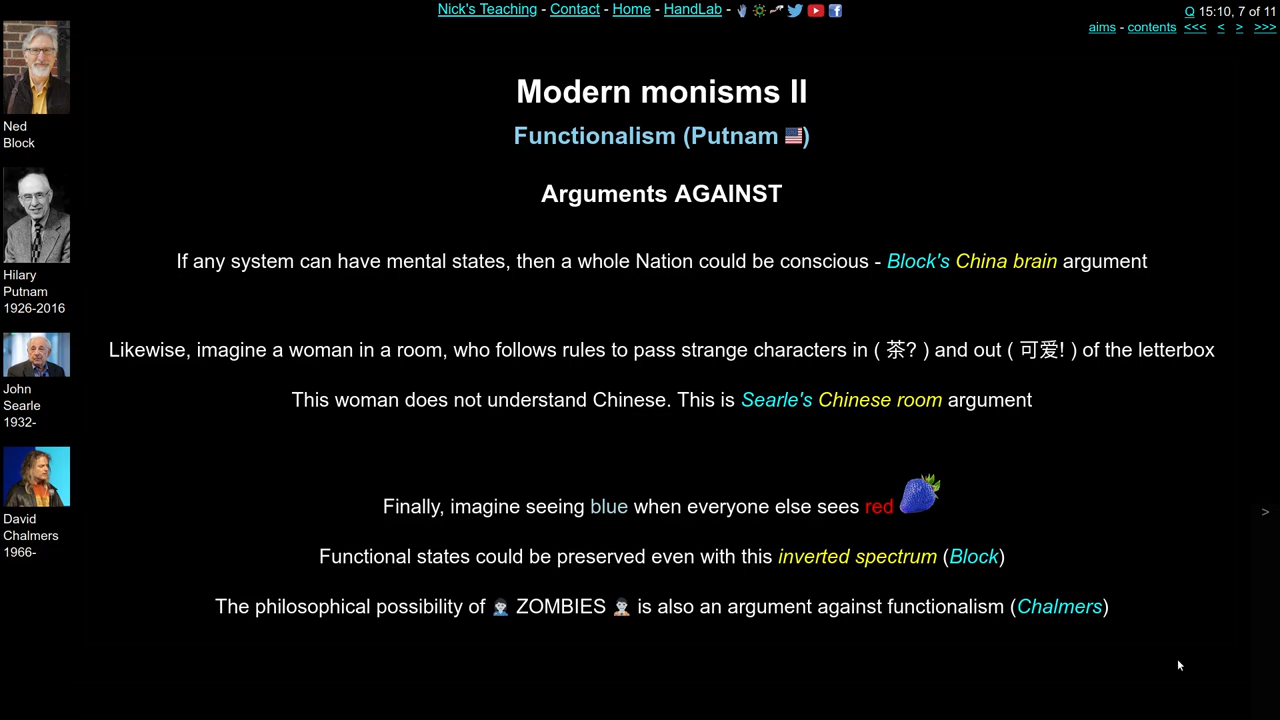 Nick's Teaching - Contact - Home - HandLab -
Q 15:10, 7 of 11
aims - contents <<< < > >>>
Ned
Block
Hilary
Putnam
1926-2016
John
Searle
1932-
David
Chalmers
1966-
Modern monisms II
Functionalism (Putnam 🇺🇸)
Arguments AGAINST
If any system can have mental states, then a whole Nation could be conscious - Block's China brain argument
Likewise, imagine a woman in a room, who follows rules to pass strange characters in ( 茶? ) and out ( 可爱! ) of the letterbox
This woman does not understand Chinese. This is Searle's Chinese room argument
Finally, imagine seeing blue when everyone else sees red
Functional states could be preserved even with this inverted spectrum (Block)
The philosophical possibility of 🧟 ZOMBIES 🧟 is also an argument against functionalism (Chalmers)
>